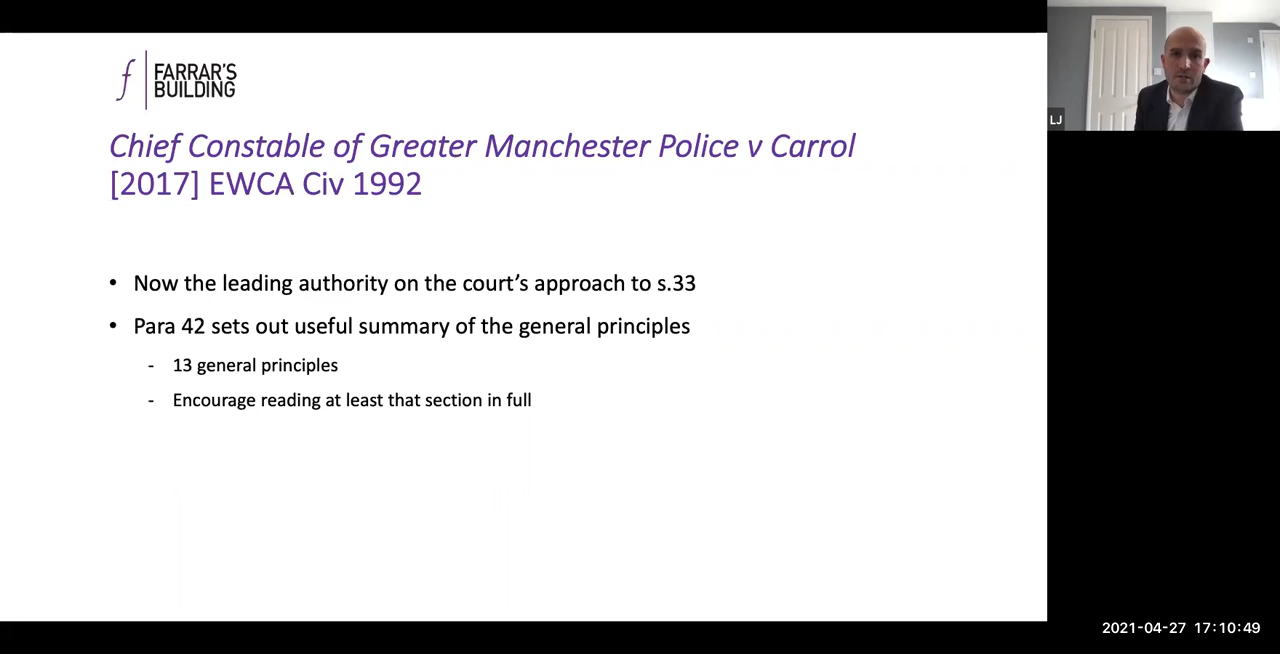 f
FARRAR'S
BUILDING
Chief Constable of Greater Manchester Police v Carrol
[2017] EWCA Civ 1992
• Now the leading authority on the court's approach to s.33
• Para 42 sets out useful summary of the general principles
- 13 general principles
- Encourage reading at least that section in full
LJ
2021-04-27 17:10:49